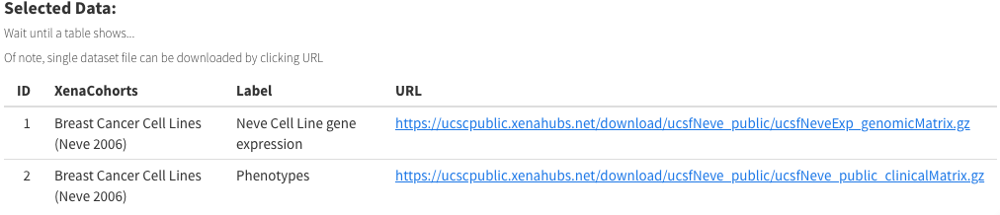 Selected Data:
Wait until a table shows...
Of note, single dataset file can be downloaded by clicking URL
ID XenaCohorts Label URL
1 Breast Cancer Cell Lines (Neve 2006) Neve Cell Line gene expression https://ucscpublic.xenahubs.net/download/ucsfNeve_public/ucsfNeveExp_genomicMatrix.gz
2 Breast Cancer Cell Lines (Neve 2006) Phenotypes https://ucscpublic.xenahubs.net/download/ucsfNeve_public/ucsfNeve_public_clinicalMatrix.gz